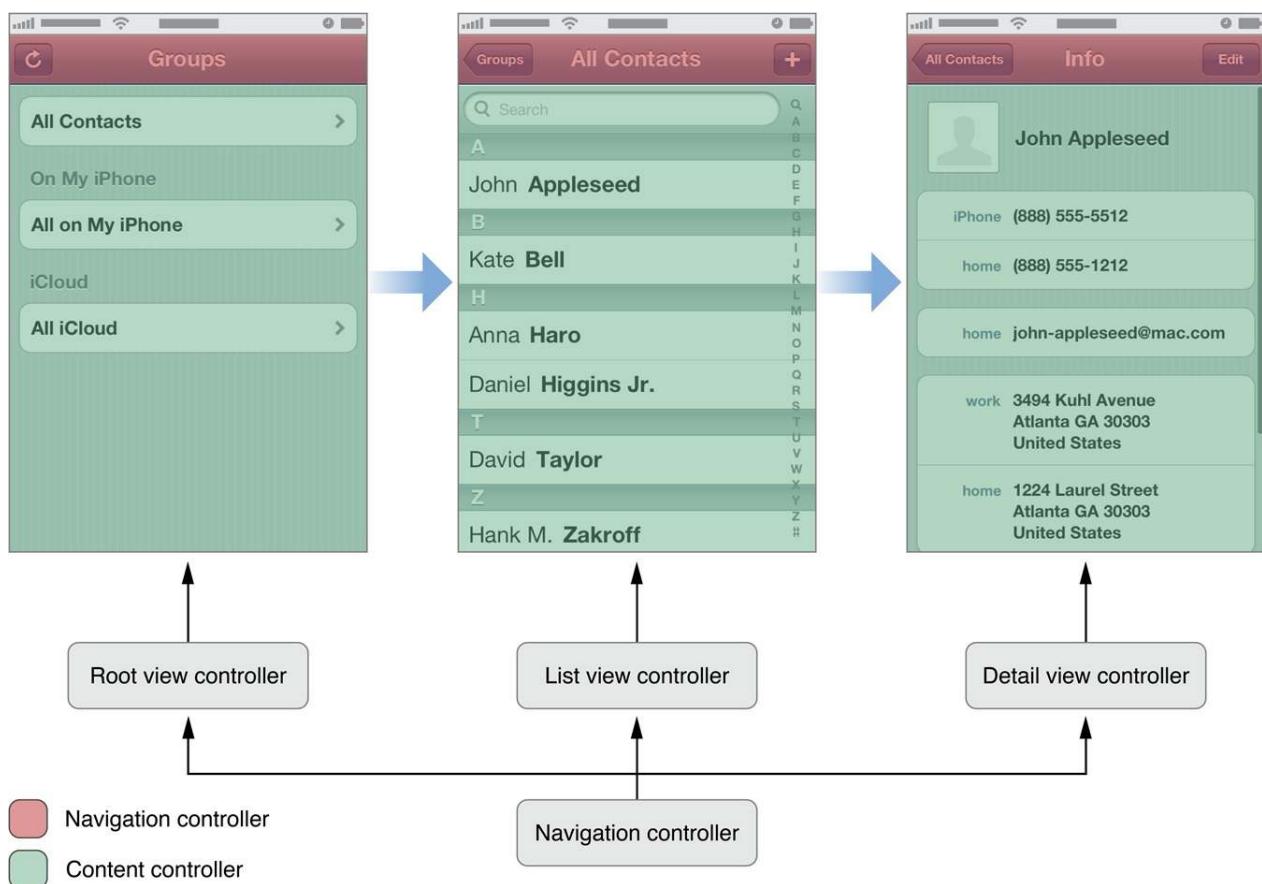 Groups
All Contacts
On My iPhone
All on My iPhone
iCloud
All iCloud
Groups All Contacts +
Search
A
John Appleseed
B
Kate Bell
H
Anna Haro
Daniel Higgins Jr.
T
David Taylor
Z
Hank M. Zakroff
A
B
C
D
E
F
G
H
I
J
K
L
M
N
O
P
Q
R
S
T
U
V
W
X
Y
Z
#
All Contacts Info Edit
John Appleseed
iPhone (888) 555-5512
home (888) 555-1212
home john-appleseed@mac.com
work 3494 Kuhl Avenue
Atlanta GA 30303
United States
home 1224 Laurel Street
Atlanta GA 30303
United States
Root view controller
List view controller
Detail view controller
Navigation controller
Navigation controller
Content controller